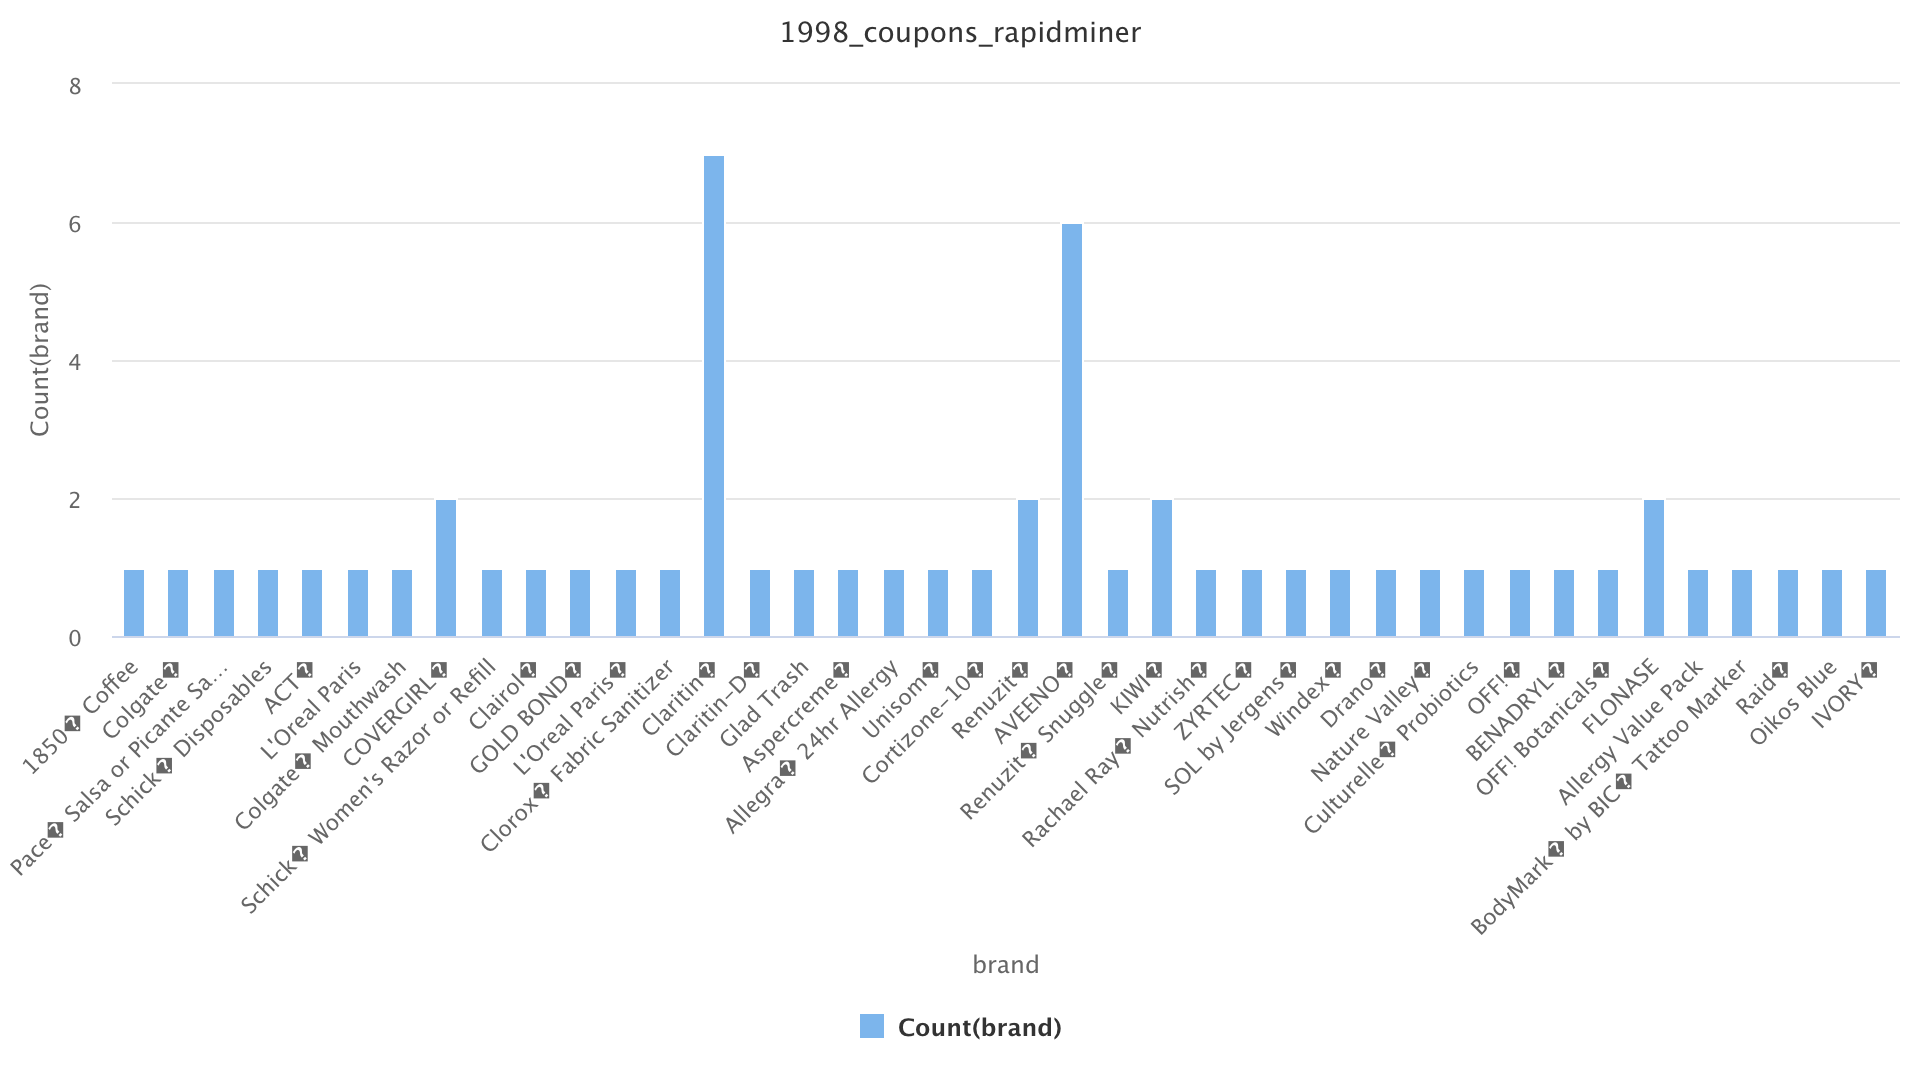 1998_coupons_rapidminer
8
6
4
2
0
Count(brand)
1850� Coffee
Colgate�
Pace� Salsa or Picante Sa…
Schick� Disposables
ACT�
L'Oreal Paris
Colgate� Mouthwash
COVERGIRL�
Schick� Women's Razor or Refill
Clairol�
GOLD BOND�
L'Oreal Paris�
Clorox� Fabric Sanitizer
Claritin�
Claritin-D�
Glad Trash
Aspercreme�
Allegra� 24hr Allergy
Unisom�
Cortizone-10�
Renuzit�
AVEENO�
Renuzit� Snuggle�
KIWI�
Rachael Ray� Nutrish�
ZYRTEC�
SOL by Jergens�
Windex�
Drano�
Nature Valley�
Culturelle� Probiotics
OFF!�
BENADRYL�
OFF! Botanicals�
FLONASE
Allergy Value Pack
BodyMark� by BIC� Tattoo Marker
Raid�
Oikos Blue
IVORY�
brand
Count(brand)